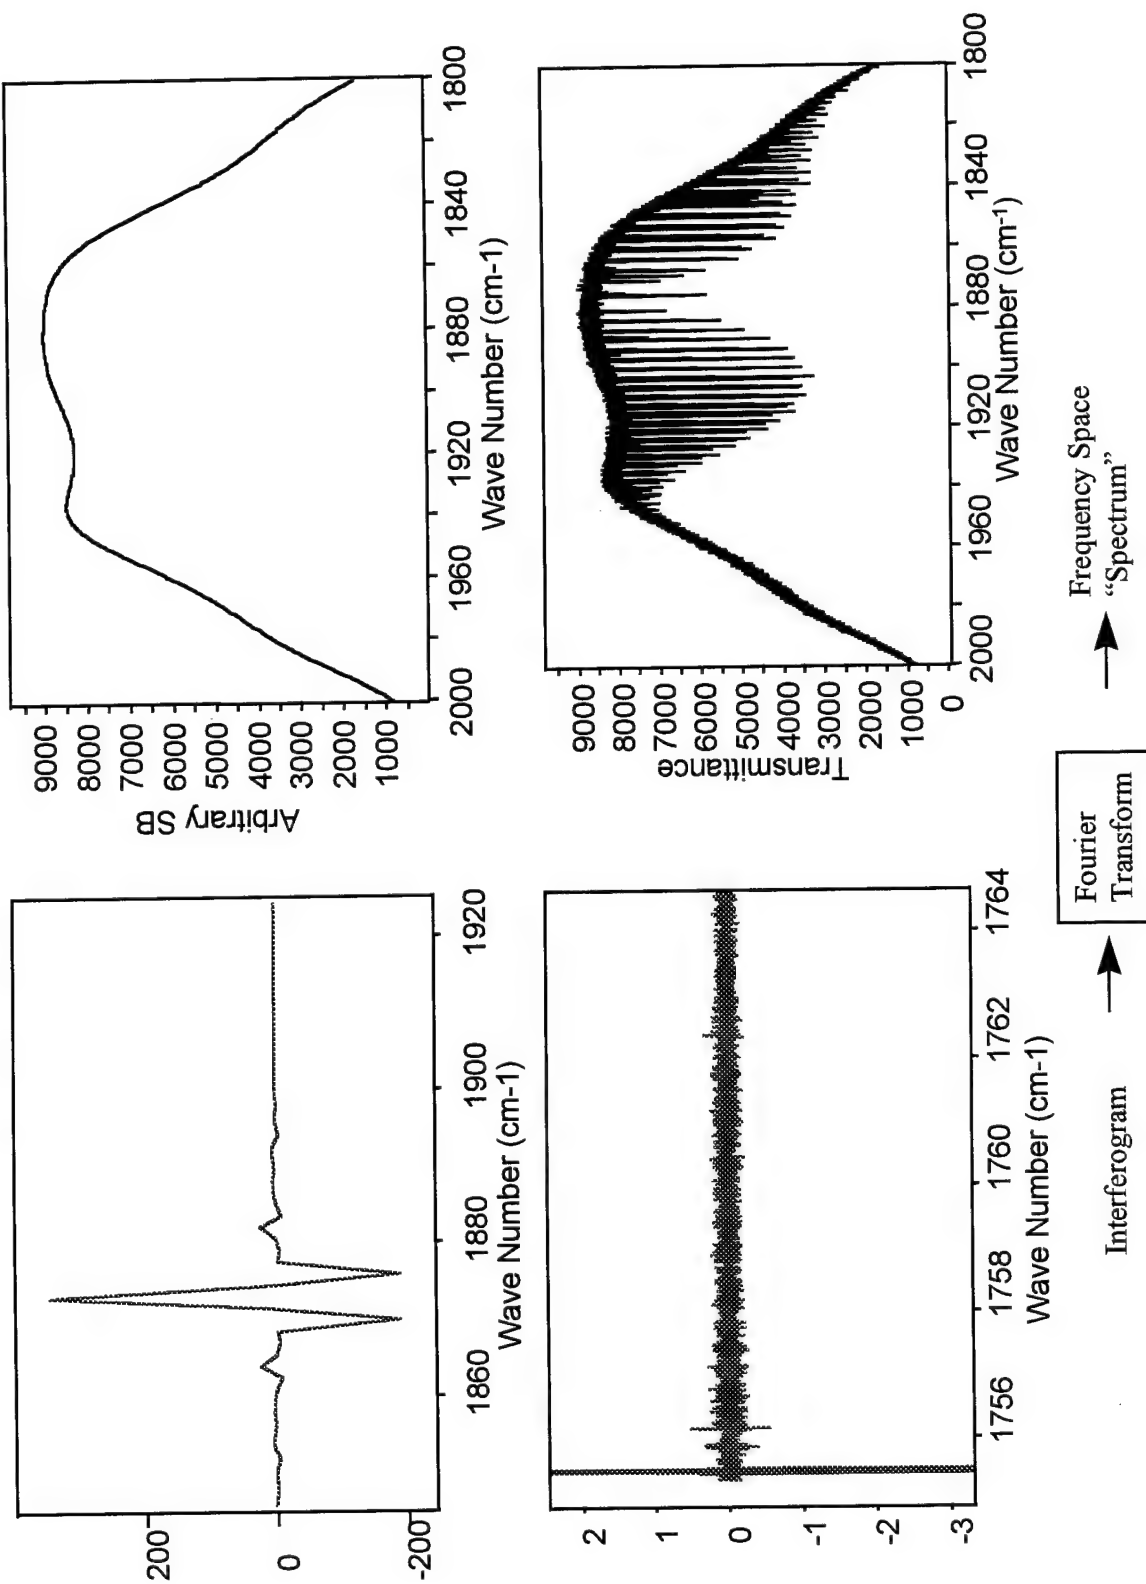 200
0
-200
1860 1880 1900 1920
Wave Number (cm-1)
Arbitrary SB
9000
8000
7000
6000
5000
4000
3000
2000
1000
2000 1960 1920 1880 1840 1800
Wave Number (cm-1)
2
1
0
-1
-2
-3
1756 1758 1760 1762 1764
Wave Number (cm-1)
Transmittance
9000
8000
7000
6000
5000
4000
3000
2000
1000
0
2000 1960 1920 1880 1840 1800
Wave Number (cm-1)
Interferogram
Fourier
Transform
Frequency Space
“Spectrum”